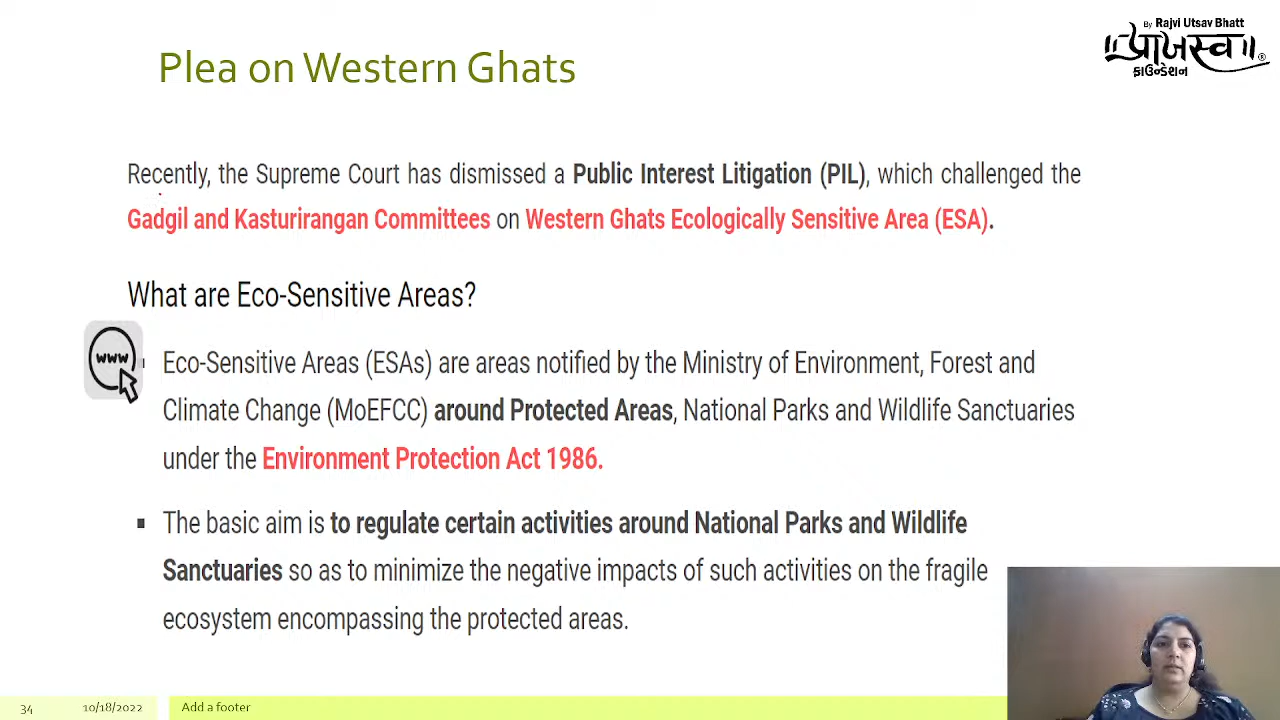 By Rajvi Utsav Bhatt
॥प्राजस्व॥
®
ફાઉન્ડેશન
Plea on Western Ghats
Recently, the Supreme Court has dismissed a Public Interest Litigation (PIL), which challenged the
Gadgil and Kasturirangan Committees on Western Ghats Ecologically Sensitive Area (ESA).
What are Eco-Sensitive Areas?
www
Eco-Sensitive Areas (ESAs) are areas notified by the Ministry of Environment, Forest and
Climate Change (MoEFCC) around Protected Areas, National Parks and Wildlife Sanctuaries
under the Environment Protection Act 1986.
▪ The basic aim is to regulate certain activities around National Parks and Wildlife
Sanctuaries so as to minimize the negative impacts of such activities on the fragile
ecosystem encompassing the protected areas.
34 10/18/2022 Add a footer